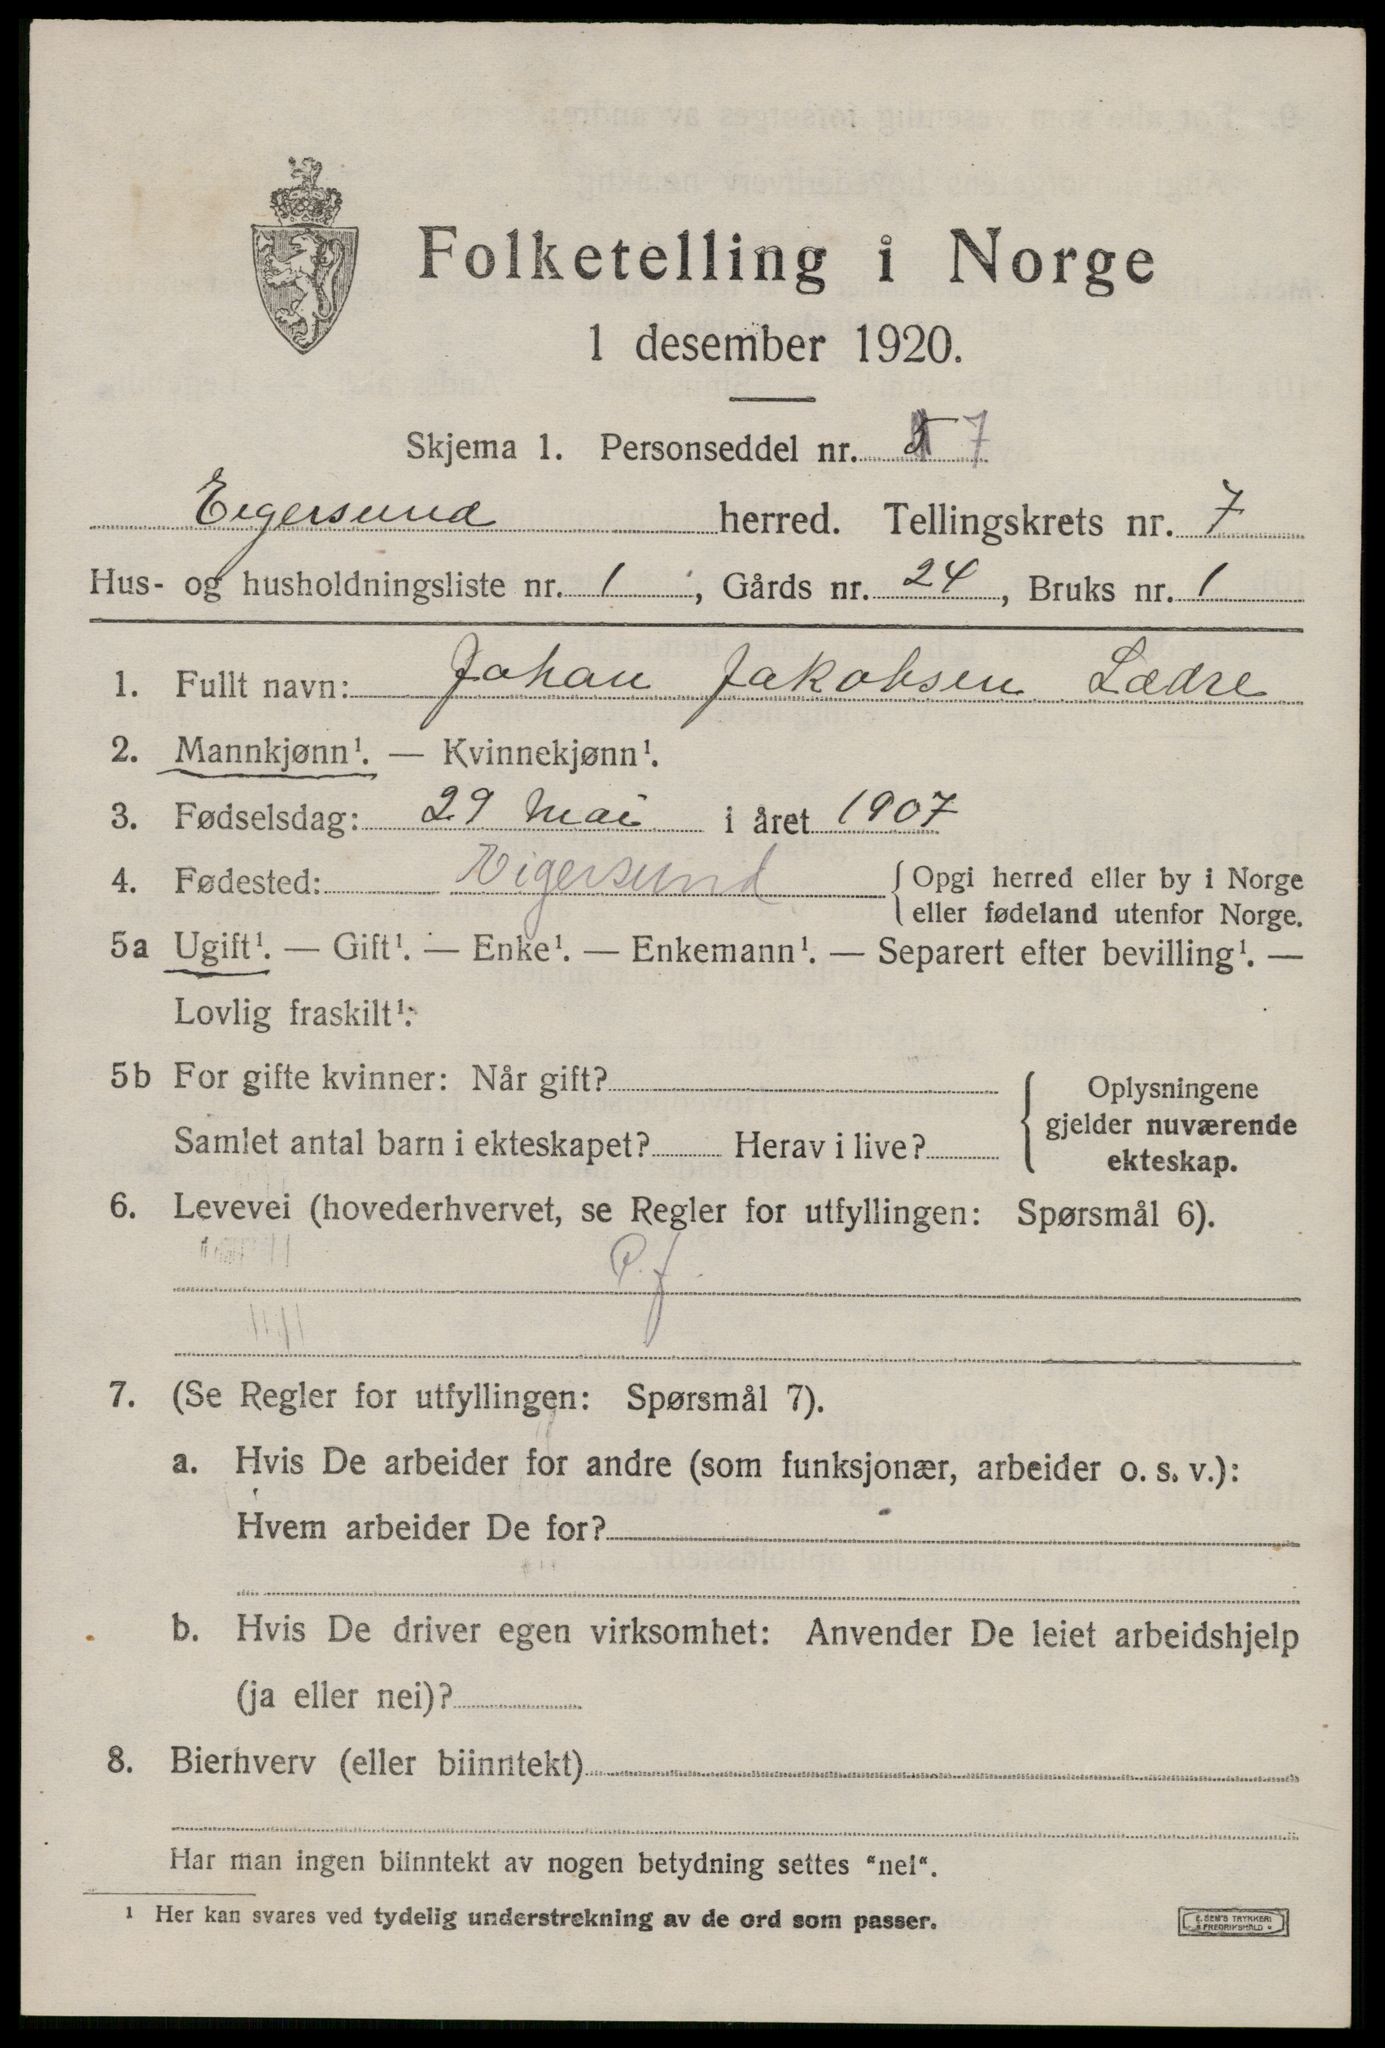 Folketelling i Norge
1 desember 1920.
Skjema 1. Personseddel nr. 7
Eigersund herred. Tellingskrets nr. 7
Hus- og husholdningsliste nr. 1, Gårds nr. 24, Bruks nr. 1
1. Fullt navn: Johan Jakobsen Lædre
2. Mannkjønn¹. — Kvinnekjønn¹.
3. Fødselsdag: 29 mai i året 1907
4. Fødested: Eigersund { Opgi herred eller by i Norge
eller fødeland utenfor Norge.
5a Ugift¹. — Gift¹. — Enke¹. — Enkemann¹. — Separert efter bevilling¹. —
Lovlig fraskilt¹.
5b For gifte kvinner: Når gift?
Samlet antal barn i ekteskapet? Herav i live?
{ Oplysningene
gjelder nuværende
ekteskap.
6. Levevei (hovederhvervet, se Regler for utfyllingen: Spørsmål 6).
P.f.
7. (Se Regler for utfyllingen: Spørsmål 7).
a. Hvis De arbeider for andre (som funksjonær, arbeider o. s. v.):
Hvem arbeider De for?
b. Hvis De driver egen virksomhet: Anvender De leiet arbeidshjelp
(ja eller nei)?
8. Bierhverv (eller biinntekt)
Har man ingen biinntekt av nogen betydning settes “nei“.
¹ Her kan svares ved tydelig understrekning av de ord som passer.
E. SEM'S TRYKKERI
FREDRIKSHALD